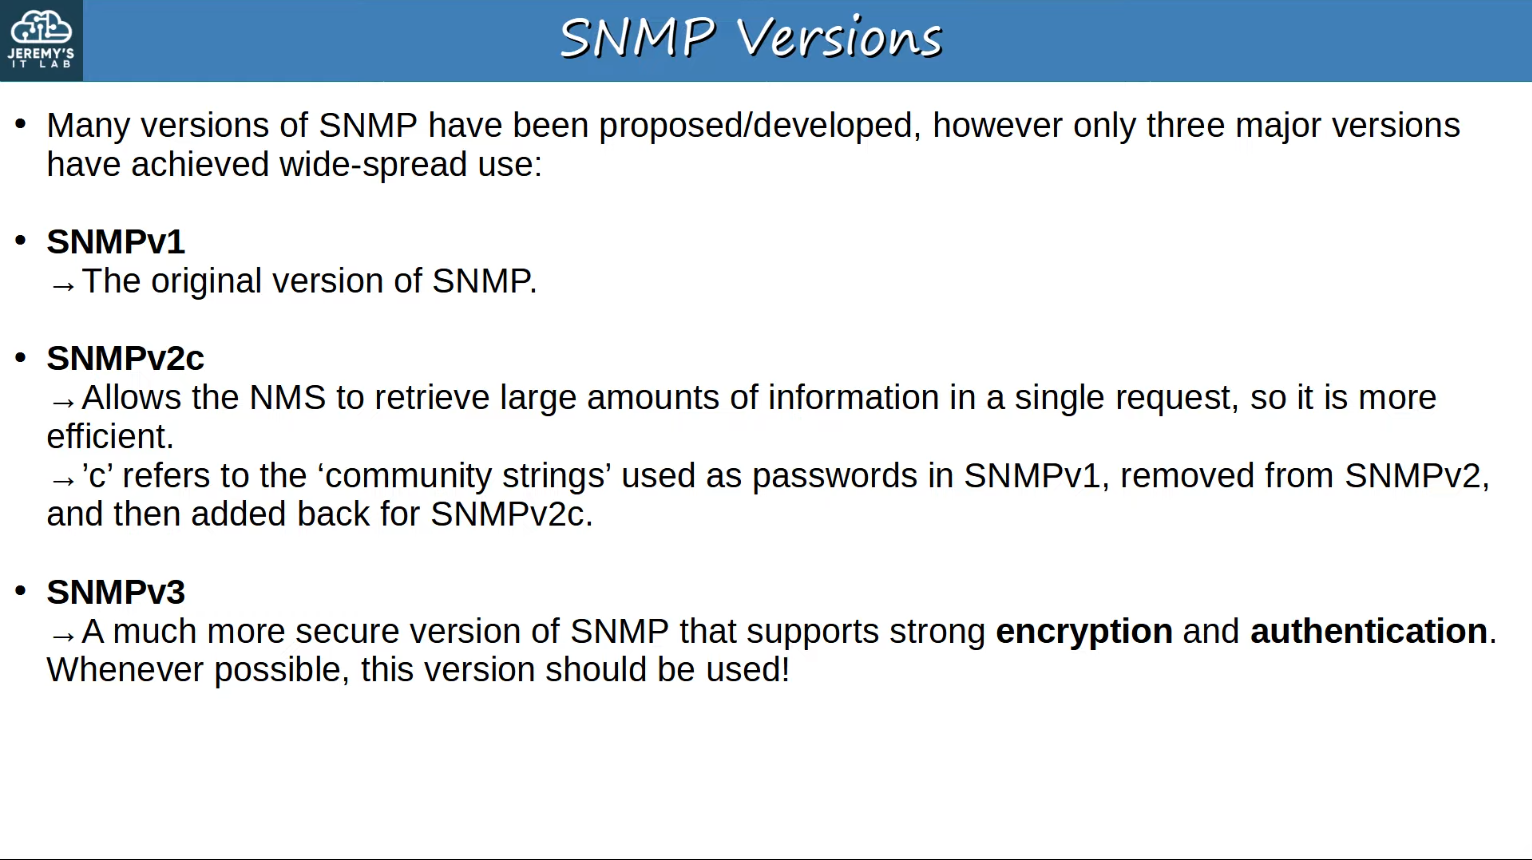 JEREMY'S
IT LAB
SNMP Versions
• Many versions of SNMP have been proposed/developed, however only three major versions
have achieved wide-spread use:
• SNMPv1
→The original version of SNMP.
• SNMPv2c
→Allows the NMS to retrieve large amounts of information in a single request, so it is more
efficient.
→’c’ refers to the ‘community strings’ used as passwords in SNMPv1, removed from SNMPv2,
and then added back for SNMPv2c.
• SNMPv3
→A much more secure version of SNMP that supports strong encryption and authentication.
Whenever possible, this version should be used!